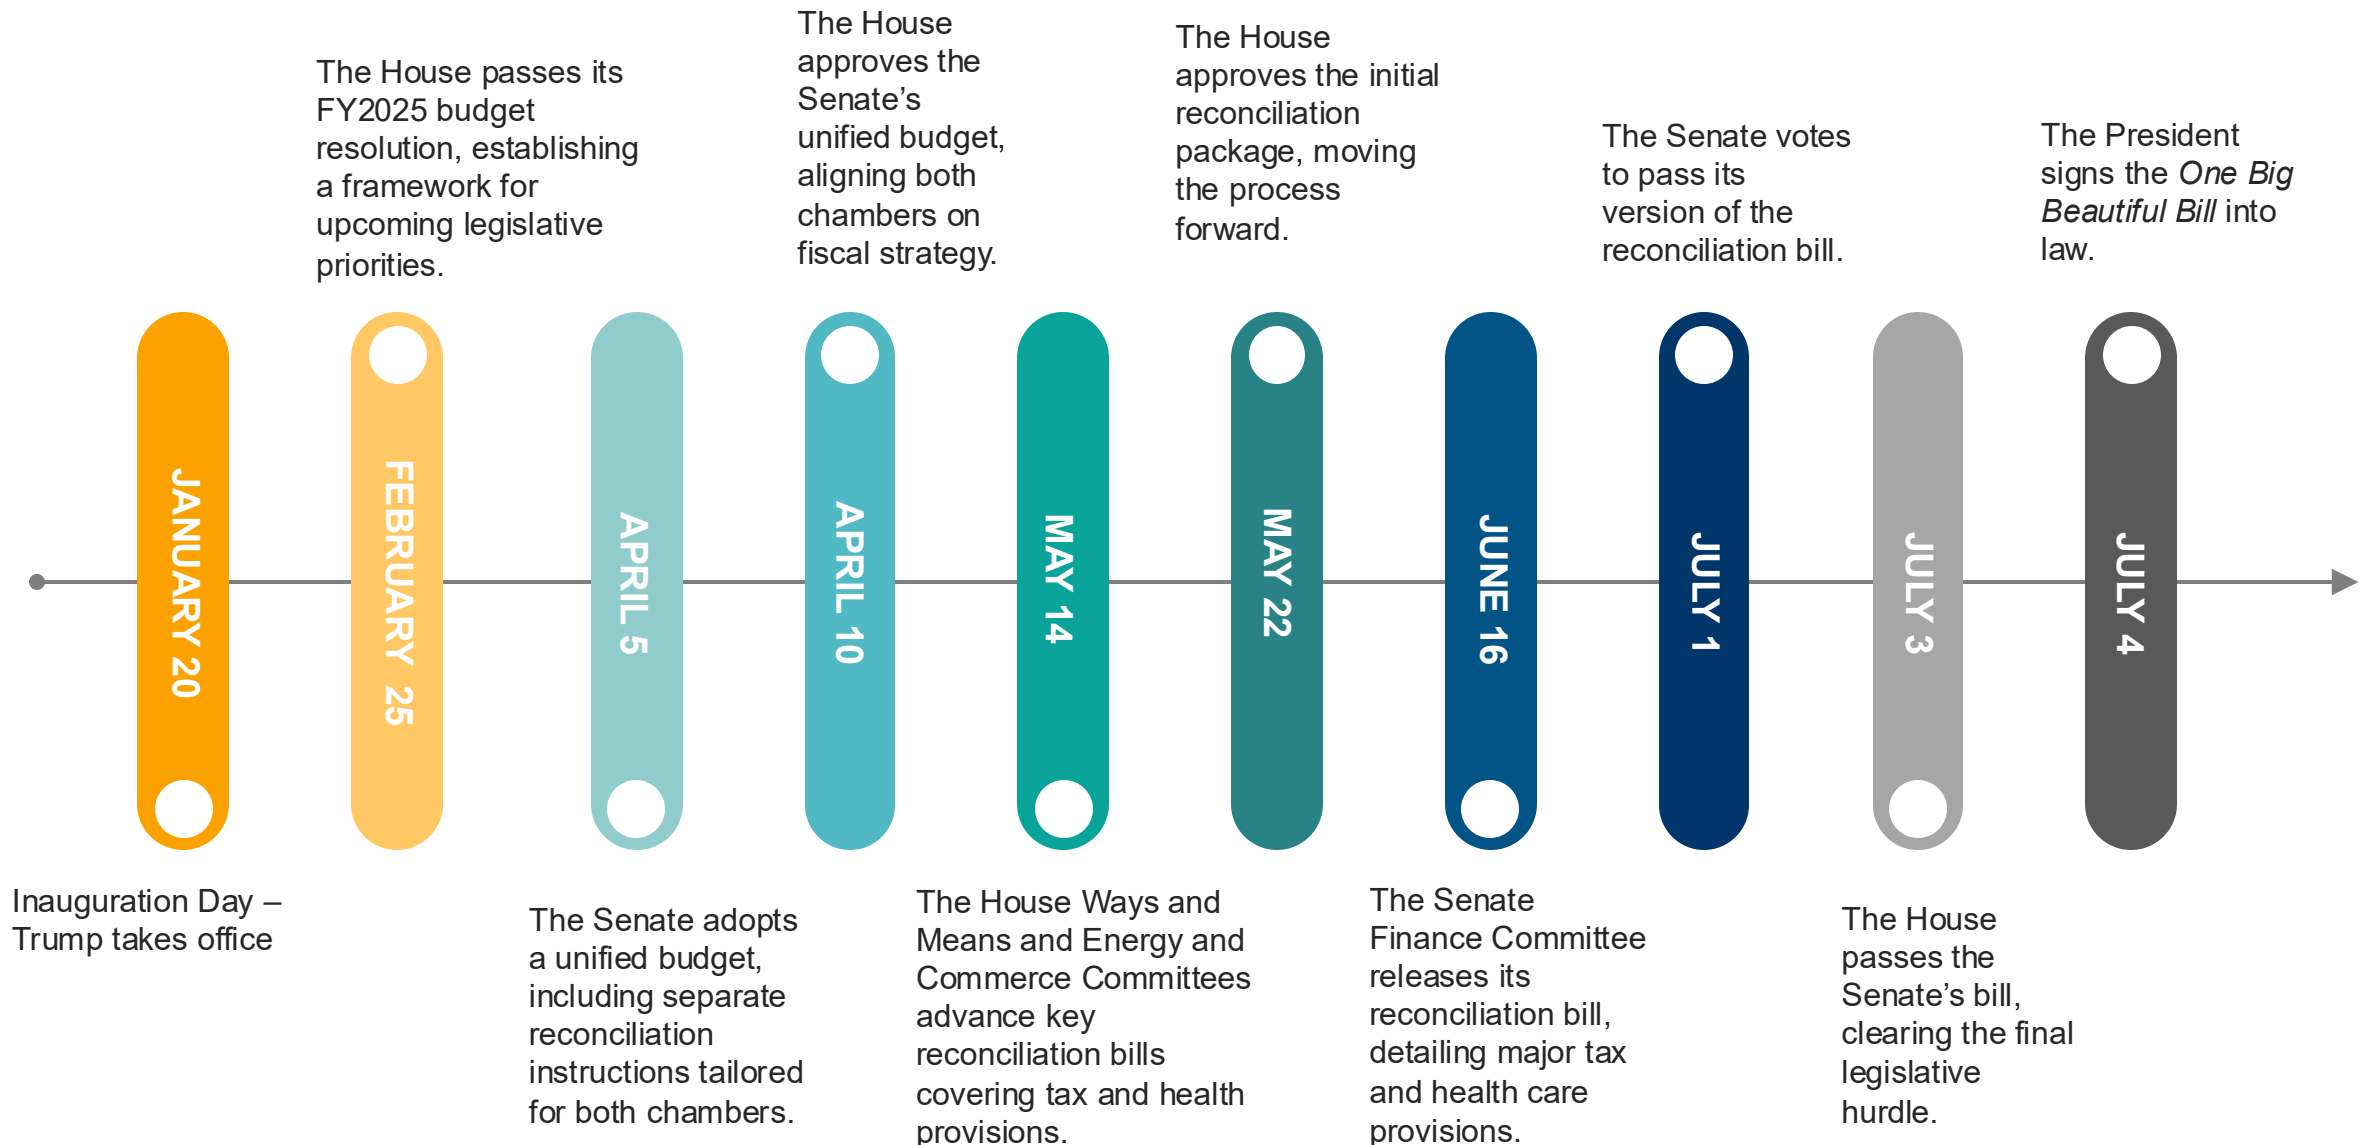 JANUARY 20
Inauguration Day –
Trump takes office
The House passes its
FY2025 budget
resolution, establishing
a framework for
upcoming legislative
priorities.
FEBRUARY 25
APRIL 5
The Senate adopts
a unified budget,
including separate
reconciliation
instructions tailored
for both chambers.
The House
approves the
Senate’s
unified budget,
aligning both
chambers on
fiscal strategy.
APRIL 10
MAY 14
The House Ways and
Means and Energy and
Commerce Committees
advance key
reconciliation bills
covering tax and health
provisions.
The House
approves the initial
reconciliation
package, moving
the process
forward.
MAY 22
JUNE 16
The Senate
Finance Committee
releases its
reconciliation bill,
detailing major tax
and health care
provisions.
The Senate votes
to pass its
version of the
reconciliation bill.
JULY 1
JULY 3
The House
passes the
Senate’s bill,
clearing the final
legislative
hurdle.
The President
signs the One Big
Beautiful Bill into
law.
JULY 4